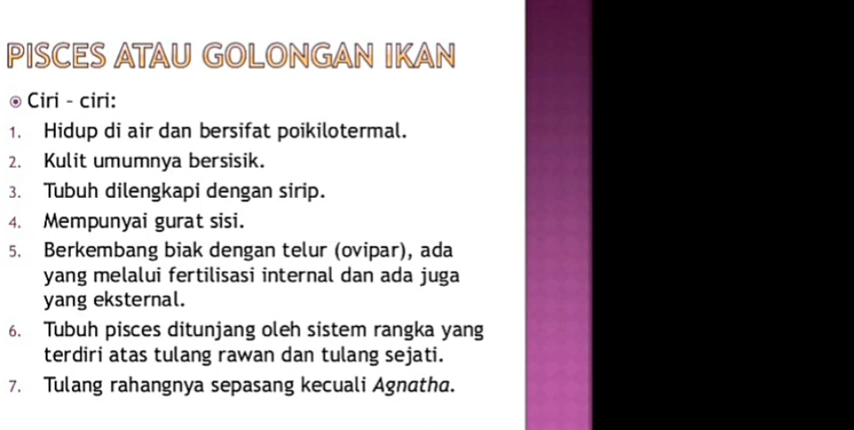 PISCES ATAU GOLONGAN IKAN
Ciri - ciri:
1. Hidup di air dan bersifat poikilotermal.
2. Kulit umumnya bersisik.
3. Tubuh dilengkapi dengan sirip.
4. Mempunyai gurat sisi.
5. Berkembang biak dengan telur (ovipar), ada
yang melalui fertilisasi internal dan ada juga
yang eksternal.
6. Tubuh pisces ditunjang oleh sistem rangka yang
terdiri atas tulang rawan dan tulang sejati.
7. Tulang rahangnya sepasang kecuali Agnatha.